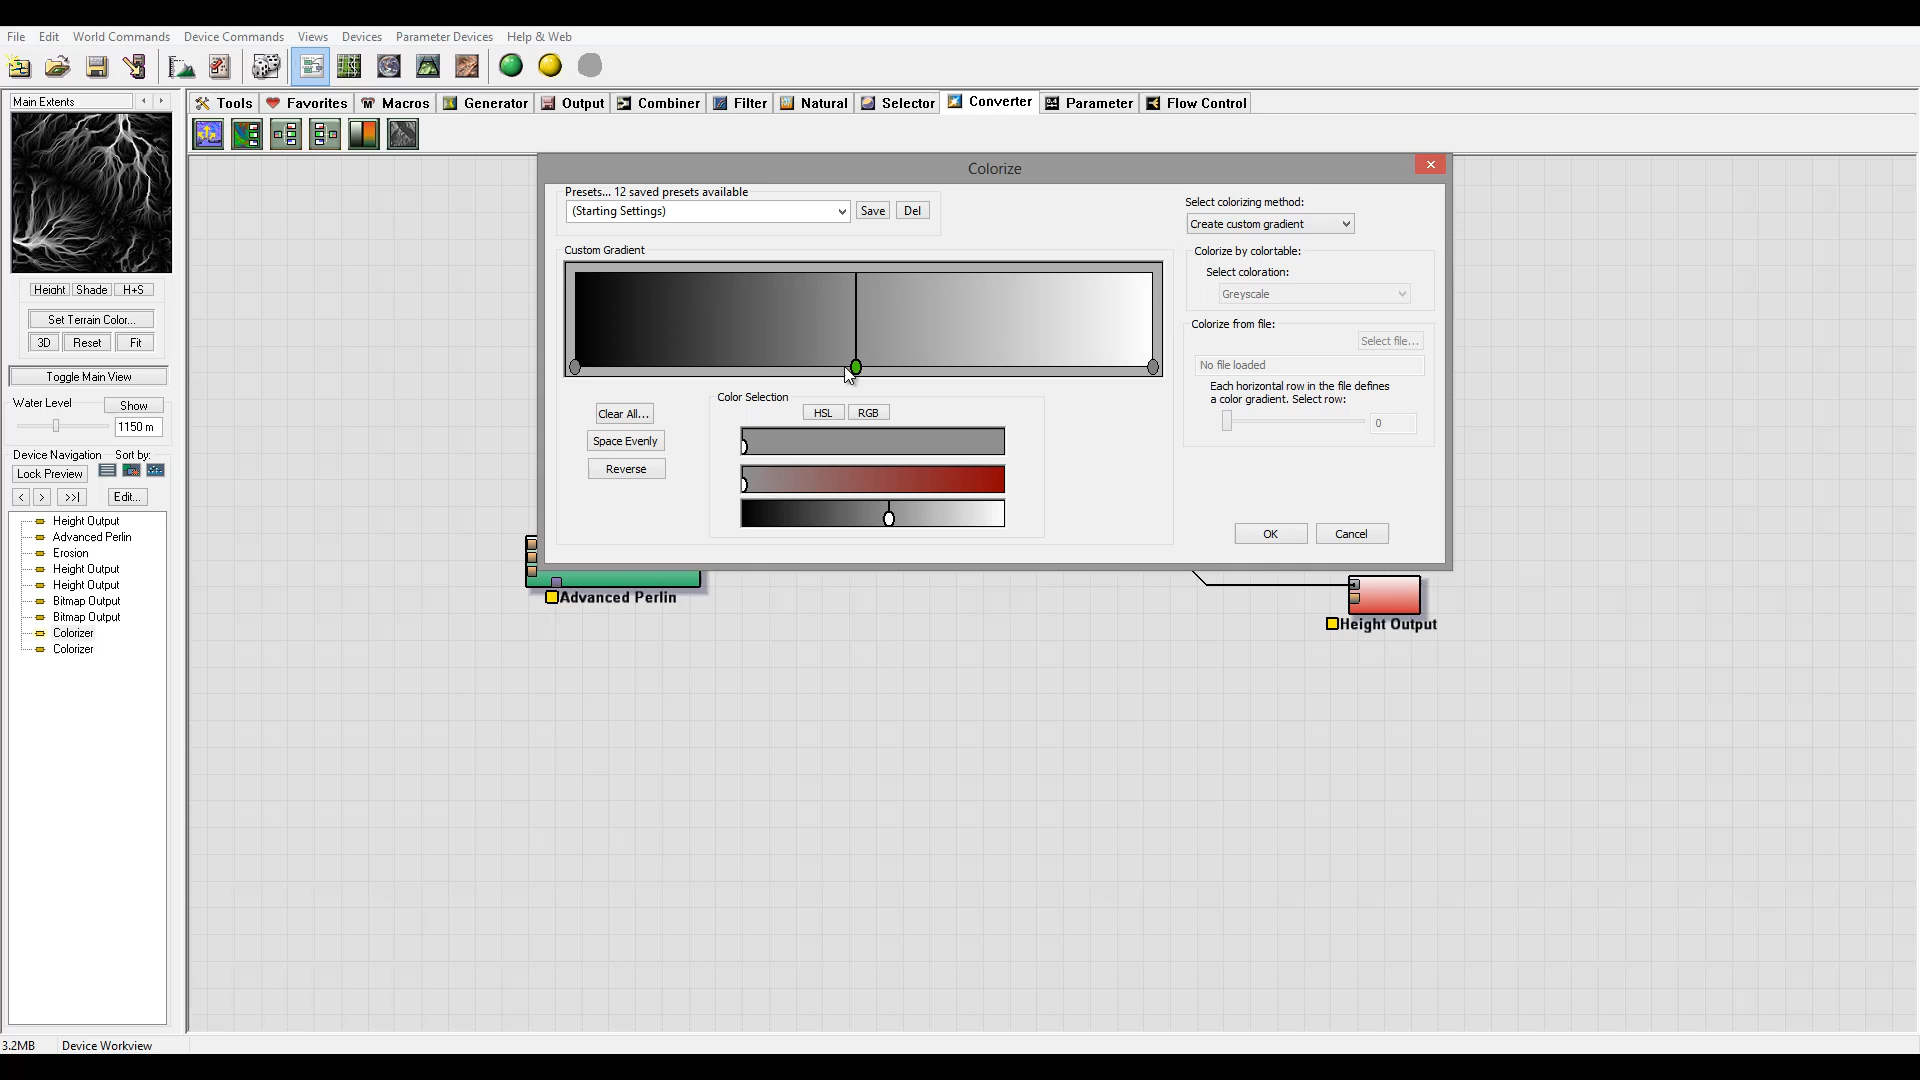 File Edit World Commands Device Commands Views Devices Parameter Devices Help & Web
Main Extents
Tools Favorites Macros Generator Output Combiner Filter Natural Selector Converter Parameter Flow Control
Colorize
Presets... 12 saved presets available
(Starting Settings) Save Del
Select colorizing method:
Create custom gradient
Custom Gradient
Colorize by colortable:
Select coloration:
Greyscale
Height Shade H+S
Set Terrain Color...
3D Reset Fit
Colorize from file:
Select file...
No file loaded
Toggle Main View
Each horizontal row in the file defines
a color gradient. Select row:
0
Water Level Show
1150 m
Color Selection
HSL RGB
Clear All...
Space Evenly
Reverse
Device Navigation Sort by:
Lock Preview
< > >>| Edit...
OK Cancel
Height Output
Advanced Perlin
Erosion
Height Output
Height Output
Bitmap Output
Bitmap Output
Colorizer
Colorizer
Advanced Perlin
Height Output
3.2MB Device Workview